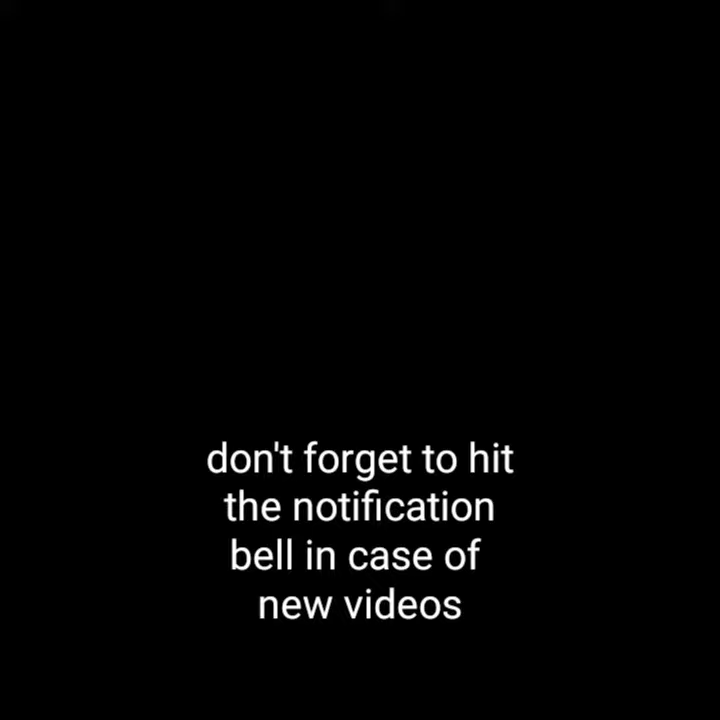 don't forget to hit
the notification
bell in case of
new videos